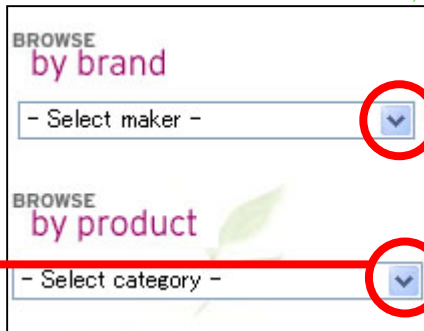 BROWSE
by brand
- Select maker -
BROWSE
by product
- Select category -